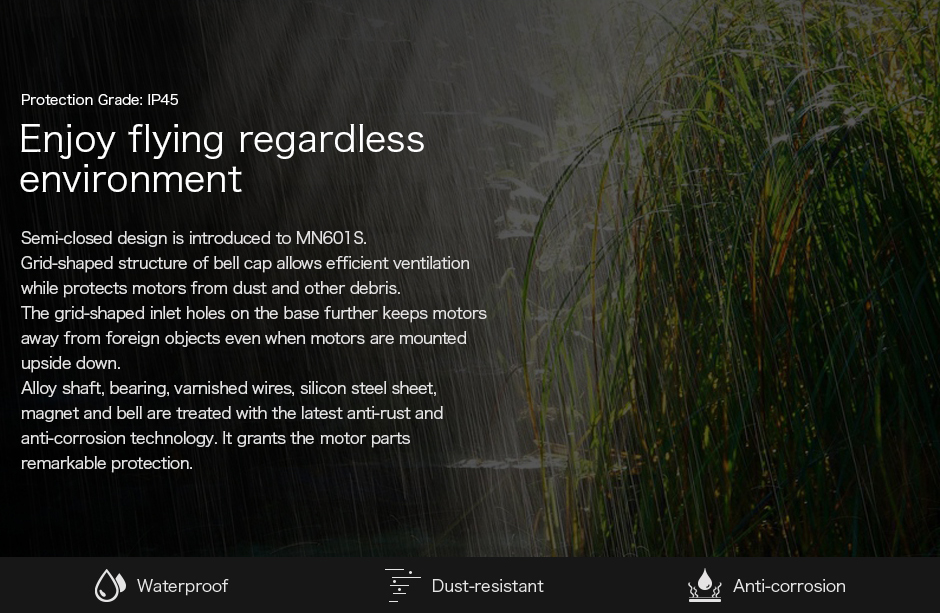 Protection Grade: IP45
Enjoy flying regardless
environment
Semi-closed design is introduced to MN601S.
Grid-shaped structure of bell cap allows efficient ventilation
while protects motors from dust and other debris.
The grid-shaped inlet holes on the base further keeps motors
away from foreign objects even when motors are mounted
upside down.
Alloy shaft, bearing, varnished wires, silicon steel sheet,
magnet and bell are treated with the latest anti-rust and
anti-corrosion technology. It grants the motor parts
remarkable protection.
Waterproof
Dust-resistant
Anti-corrosion